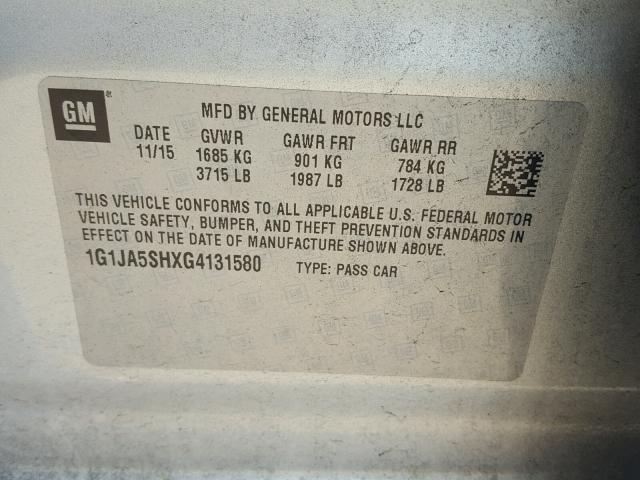 GM
MFD BY GENERAL MOTORS LLC
DATE GVWR GAWR FRT GAWR RR
11/15 1685 KG 901 KG 784 KG
3715 LB 1987 LB 1728 LB
THIS VEHICLE CONFORMS TO ALL APPLICABLE U.S. FEDERAL MOTOR
VEHICLE SAFETY, BUMPER, AND THEFT PREVENTION STANDARDS IN
EFFECT ON THE DATE OF MANUFACTURE SHOWN ABOVE.
1G1JA5SHXG4131580 TYPE: PASS CAR